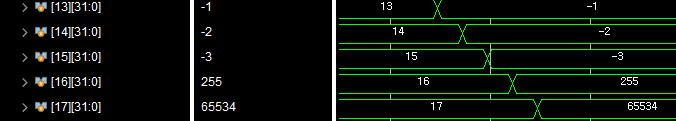 [13][31:0] -1 13 -1
[14][31:0] -2 14 -2
[15][31:0] -3 15 -3
[16][31:0] 255 16 255
[17][31:0] 65534 17 65534